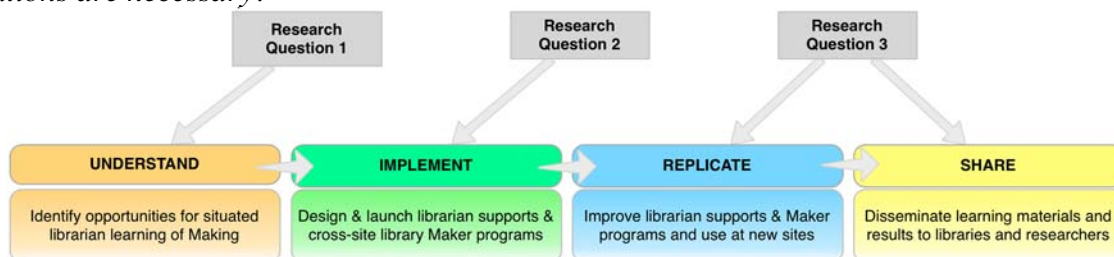 are necessary.
Research
Question 1
Research
Question 2
Research
Question 3
UNDERSTAND
IMPLEMENT
REPLICATE
SHARE
Identify opportunities for situated
librarian learning of Making
Design & launch librarian supports &
cross-site library Maker programs
Improve librarian supports & Maker
programs and use at new sites
Disseminate learning materials and
results to libraries and researchers